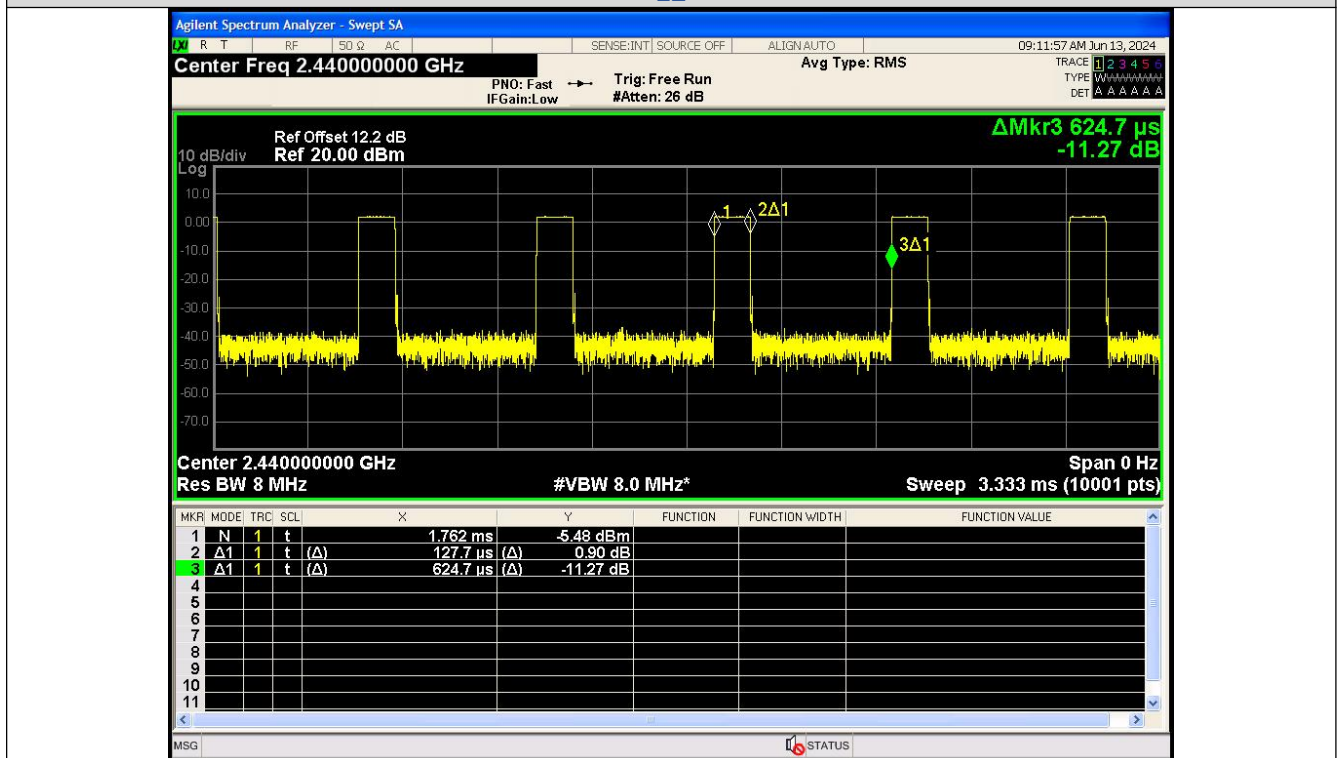 Agilent Spectrum Analyzer - Swept SA
LXI R T RF 50 Ω AC SENSE:INT SOURCE OFF ALIGN AUTO 09:11:57 AM Jun 13, 2024
Center Freq 2.440000000 GHz Avg Type: RMS TRACE 1 2 3 4 5 6
PNO: Fast Trig: Free Run TYPE WWWWWW
IFGain:Low #Atten: 26 dB DET A A A A A A
ΔMkr3 624.7 µs
Ref Offset 12.2 dB
10 dB/div Ref 20.00 dBm -11.27 dB
Log
10.0
0.00
-10.0
-20.0
-30.0
-40.0
-50.0
-60.0
-70.0
1 2Δ1
3Δ1
Center 2.440000000 GHz Span 0 Hz
Res BW 8 MHz #VBW 8.0 MHz* Sweep 3.333 ms (10001 pts)
MKR MODE TRC SCL X Y FUNCTION FUNCTION WIDTH FUNCTION VALUE
1 N 1 t 1.762 ms -5.48 dBm
2 Δ1 1 t (Δ) 127.7 µs (Δ) 0.90 dB
3 Δ1 1 t (Δ) 624.7 µs (Δ) -11.27 dB
4
5
6
7
8
9
10
11
MSG STATUS